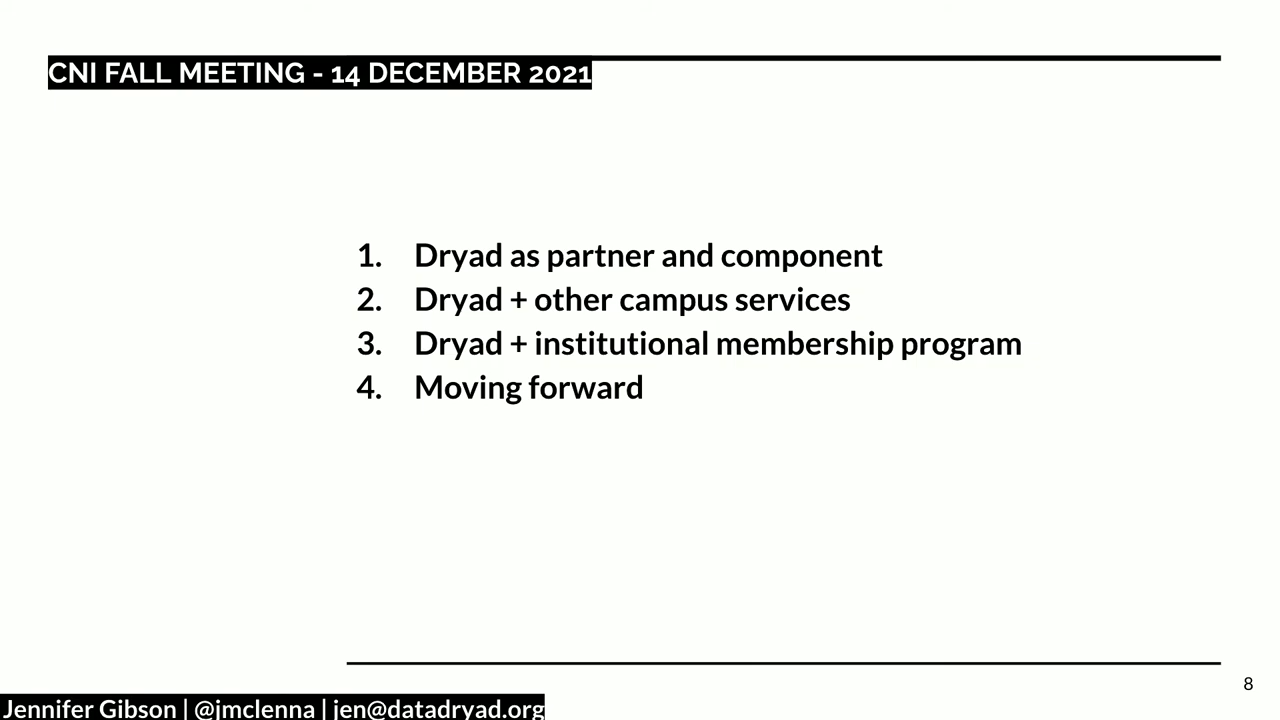 CNI FALL MEETING - 14 DECEMBER 2021
1. Dryad as partner and component
2. Dryad + other campus services
3. Dryad + institutional membership program
4. Moving forward
8
Jennifer Gibson | @jmclenna | jen@datadryad.org